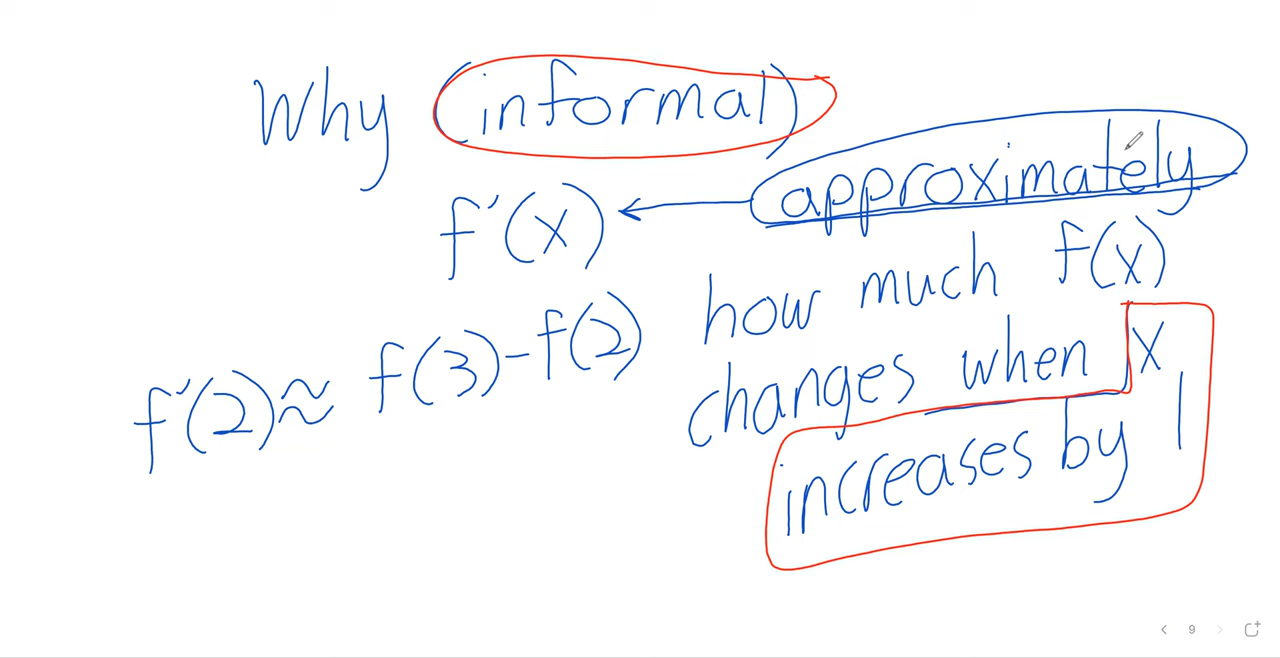 Why (informal)
approximately
f'(x)
how much f(x)
changes when x
increases by 1
f'(2) ≈ f(3) - f(2)
9